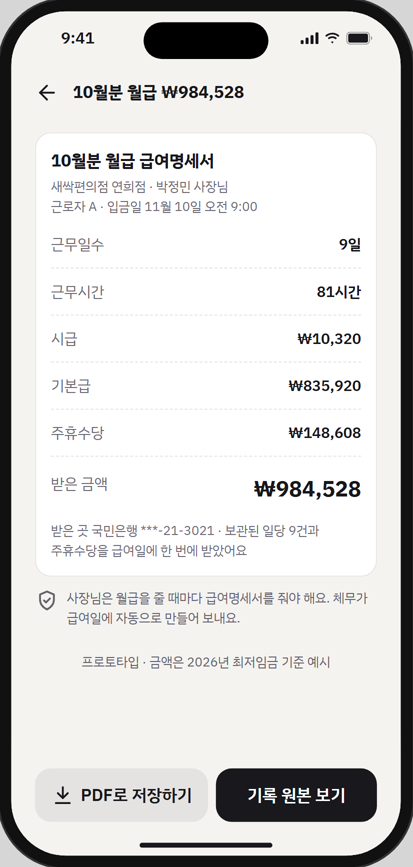 9:41
10월분 월급 ₩984,528
10월분 월급 급여명세서
새싹편의점 연희점 · 박정민 사장님
근로자 A · 입금일 11월 10일 오전 9:00
근무일수 9일
근무시간 81시간
시급 ₩10,320
기본급 ₩835,920
주휴수당 ₩148,608
받은 금액 ₩984,528
받은 곳 국민은행 ***-21-3021 · 보관된 일당 9건과
주휴수당을 급여일에 한 번에 받았어요
사장님은 월급을 줄 때마다 급여명세서를 줘야 해요. 체무가
급여일에 자동으로 만들어 보내요.
프로토타입 · 금액은 2026년 최저임금 기준 예시
PDF로 저장하기
기록 원본 보기